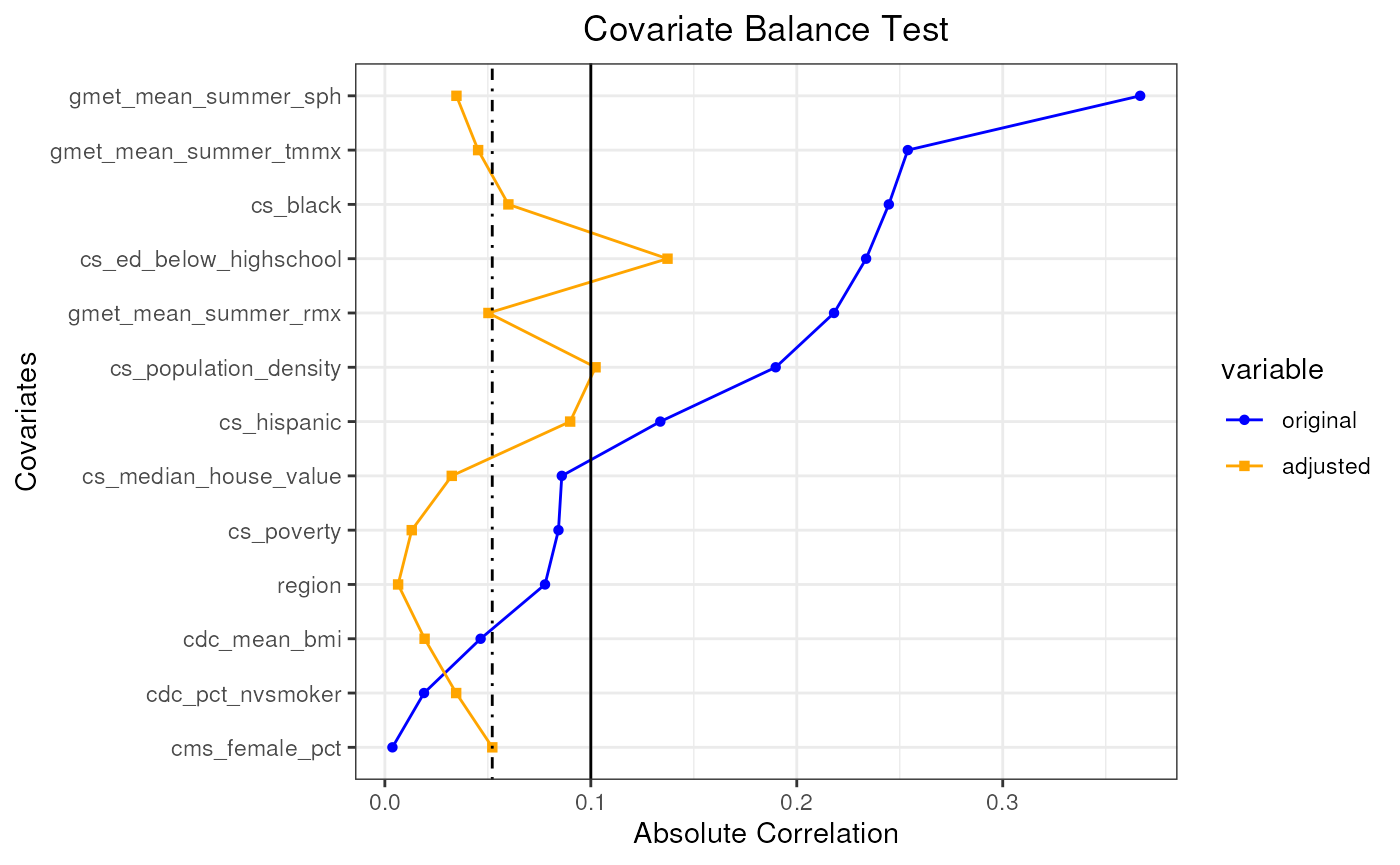 Covariate Balance Test
Covariates
gmet_mean_summer_sph
gmet_mean_summer_tmmx
cs_black
cs_ed_below_highschool
gmet_mean_summer_rmx
cs_population_density
cs_hispanic
cs_median_house_value
cs_poverty
region
cdc_mean_bmi
cdc_pct_nvsmoker
cms_female_pct
0.0 0.1 0.2 0.3
Absolute Correlation
variable
original
adjusted